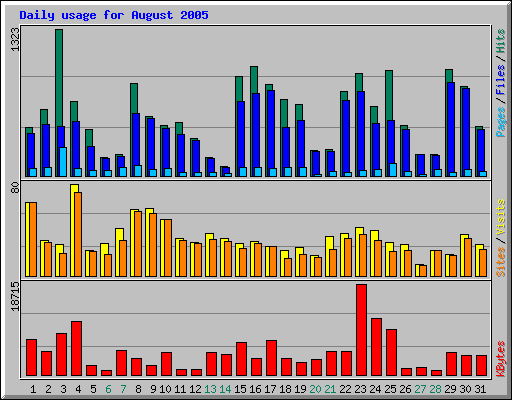 Daily usage for August 2005
1323
Pages / Files / Hits
80
Sites / Visits
18715
KBytes
1 2 3 4 5 6 7 8 9 10 11 12 13 14 15 16 17 18 19 20 21 22 23 24 25 26 27 28 29 30 31